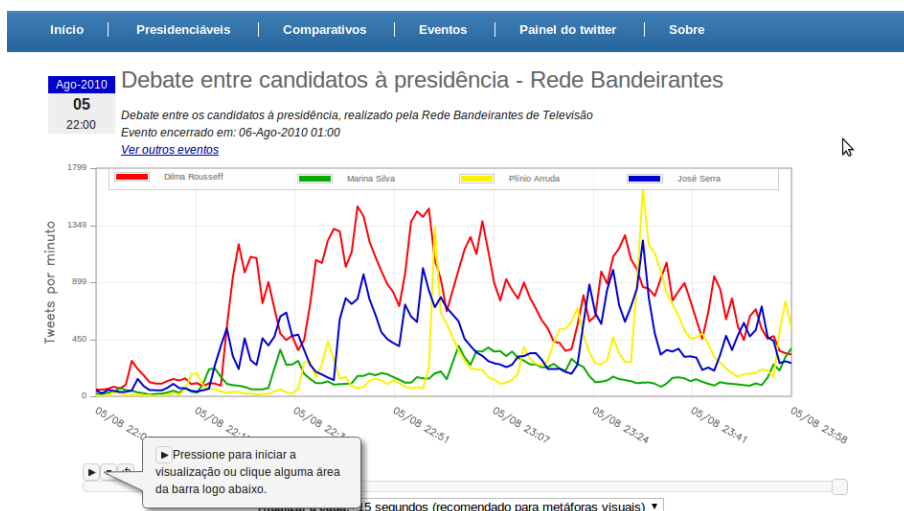 Início Presidenciáveis Comparativos Eventos Painel do twitter Sobre
Ago-2010
05
22:00
Debate entre candidatos à presidência - Rede Bandeirantes
Debate entre os candidatos à presidência, realizado pela Rede Bandeirantes de Televisão
Evento encerrado em: 06-Ago-2010 01:00
Ver outros eventos
Dilma Rousseff Marina Silva Plínio Arruda José Serra
Tweets por minuto
1799
1349
899
450
0
05/08 22:51
05/08 23:07
05/08 23:24
05/08 23:41
05/08 23:58
Pressione para iniciar a
visualização ou clique alguma área
da barra logo abaixo.
15 segundos (recomendado para metáforas visuais)